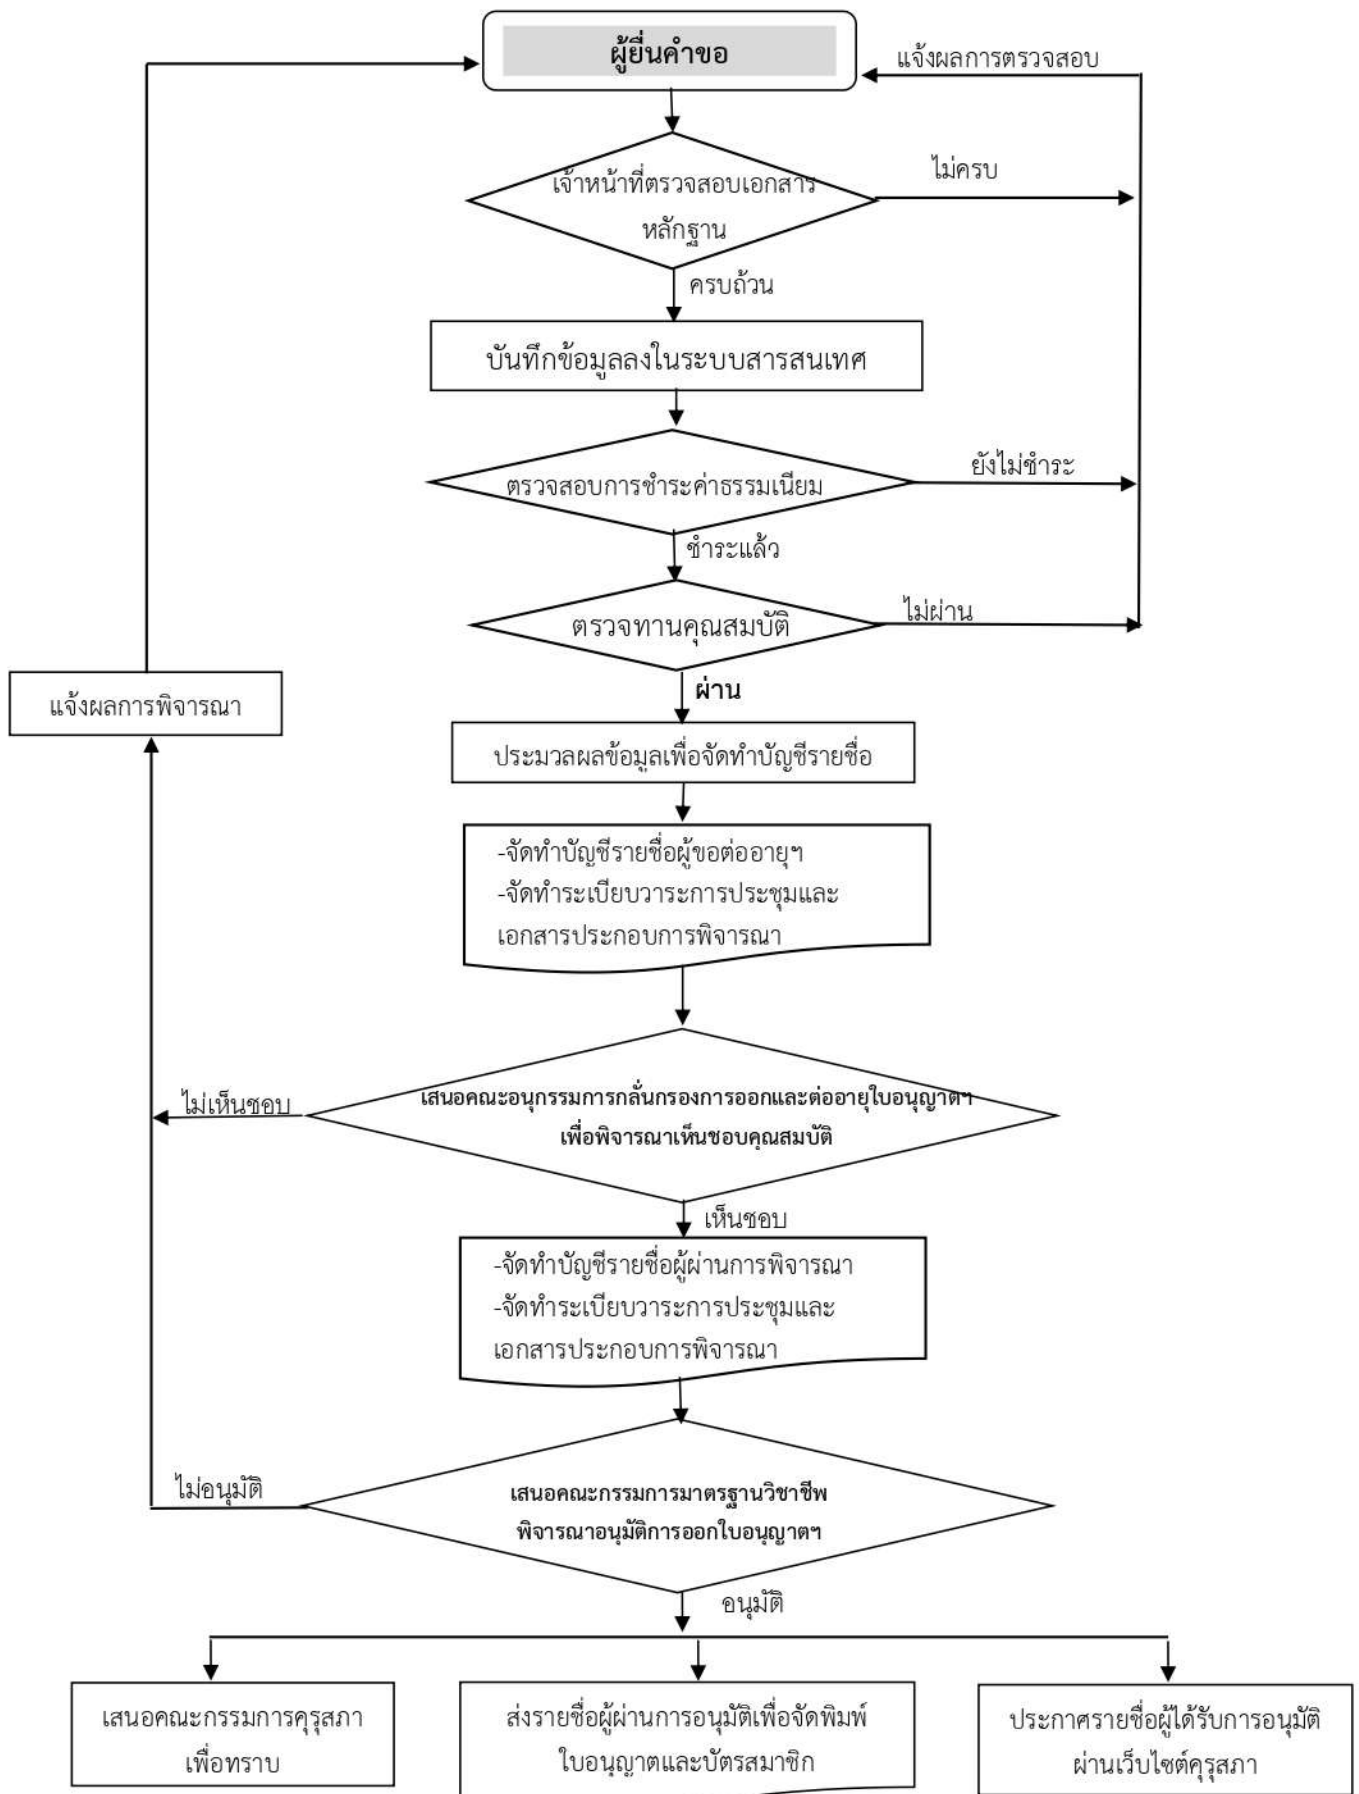 ผู้ยื่นคำขอ
แจ้งผลการตรวจสอบ
เจ้าหน้าที่ตรวจสอบเอกสาร
หลักฐาน
ไม่ครบ
ครบถ้วน
บันทึกข้อมูลลงในระบบสารสนเทศ
ตรวจสอบการชำระค่าธรรมเนียม
ยังไม่ชำระ
ชำระแล้ว
ตรวจทานคุณสมบัติ
ไม่ผ่าน
ผ่าน
แจ้งผลการพิจารณา
ประมวลผลข้อมูลเพื่อจัดทำบัญชีรายชื่อ
-จัดทำบัญชีรายชื่อผู้ขอต่ออายุฯ
-จัดทำระเบียบวาระการประชุมและ
เอกสารประกอบการพิจารณา
ไม่เห็นชอบ
เสนอคณะอนุกรรมการกลั่นกรองการออกและต่ออายุใบอนุญาตฯ
เพื่อพิจารณาเห็นชอบคุณสมบัติ
เห็นชอบ
-จัดทำบัญชีรายชื่อผู้ผ่านการพิจารณา
-จัดทำระเบียบวาระการประชุมและ
เอกสารประกอบการพิจารณา
ไม่อนุมัติ
เสนอคณะกรรมการมาตรฐานวิชาชีพ
พิจารณาอนุมัติการออกใบอนุญาตฯ
อนุมัติ
เสนอคณะกรรมการคุรุสภา
เพื่อทราบ
ส่งรายชื่อผู้ผ่านการอนุมัติเพื่อจัดพิมพ์
ใบอนุญาตและบัตรสมาชิก
ประกาศรายชื่อผู้ได้รับการอนุมัติ
ผ่านเว็บไซต์คุรุสภา